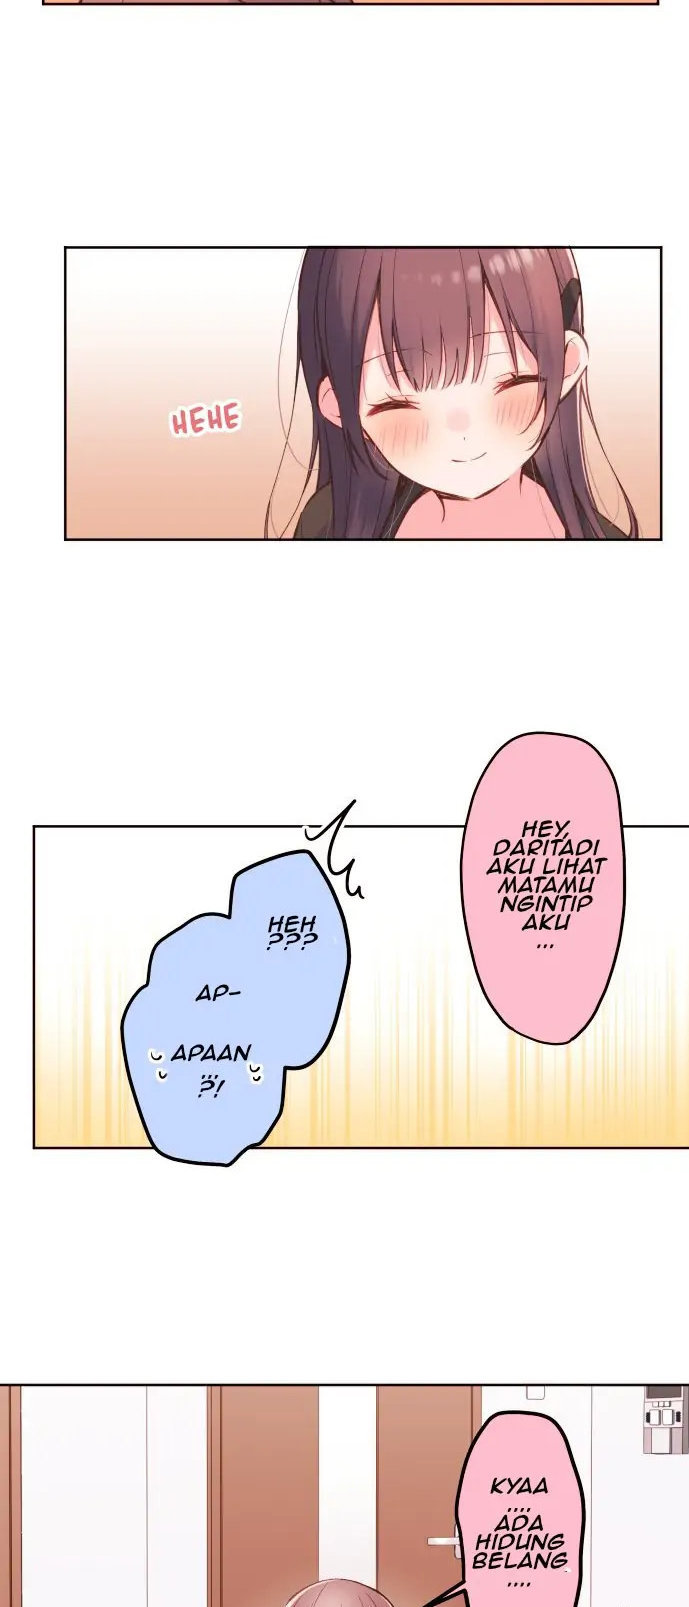 HEHE
HEY,
DARITADI
AKU LIHAT
MATAMU
NGINTIP
AKU
...
HEH
???
AP-
APAAN
...
?!
KYAA
....
ADA
HIDUNG
BELANG
....